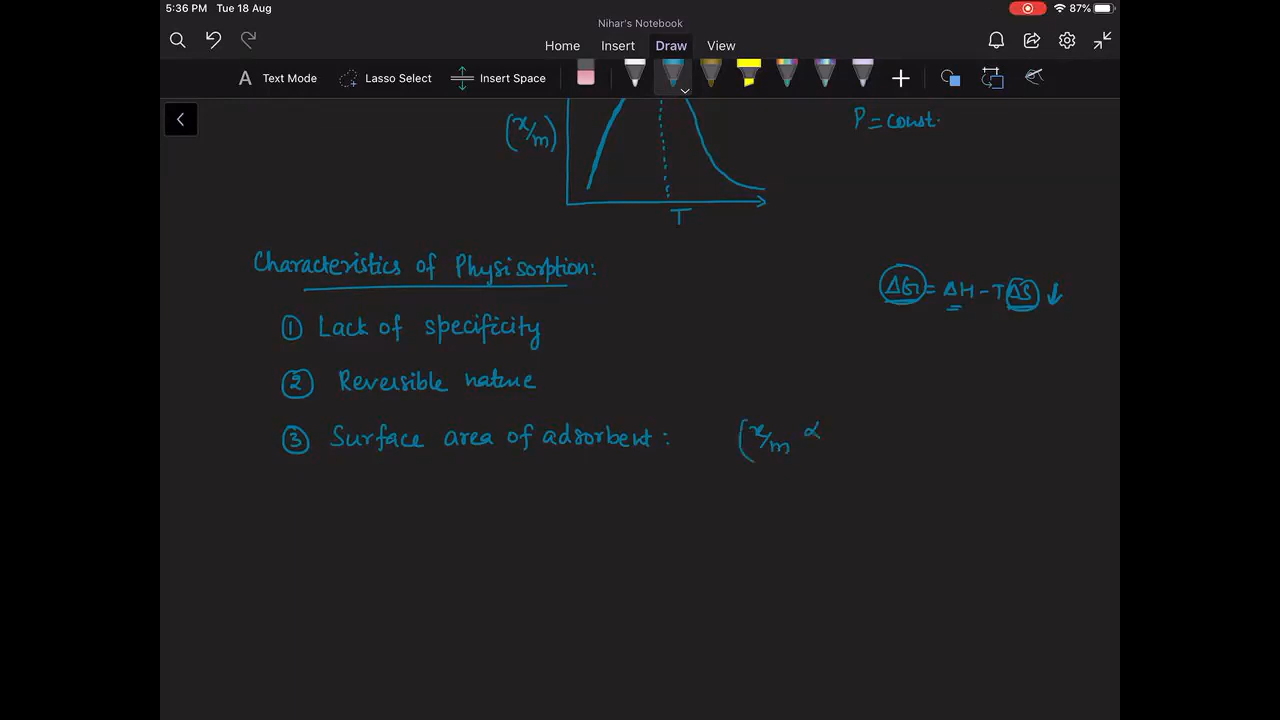 5:36 PM Tue 18 Aug
87%
Nihar's Notebook
Home Insert Draw View
A Text Mode Lasso Select Insert Space
(x/m)
P = const.
T
Characteristics of Physisorption:
ΔG = ΔH - TΔS ↓
① Lack of specificity
② Reversible nature
③ Surface area of adsorbent : (x/m ∝